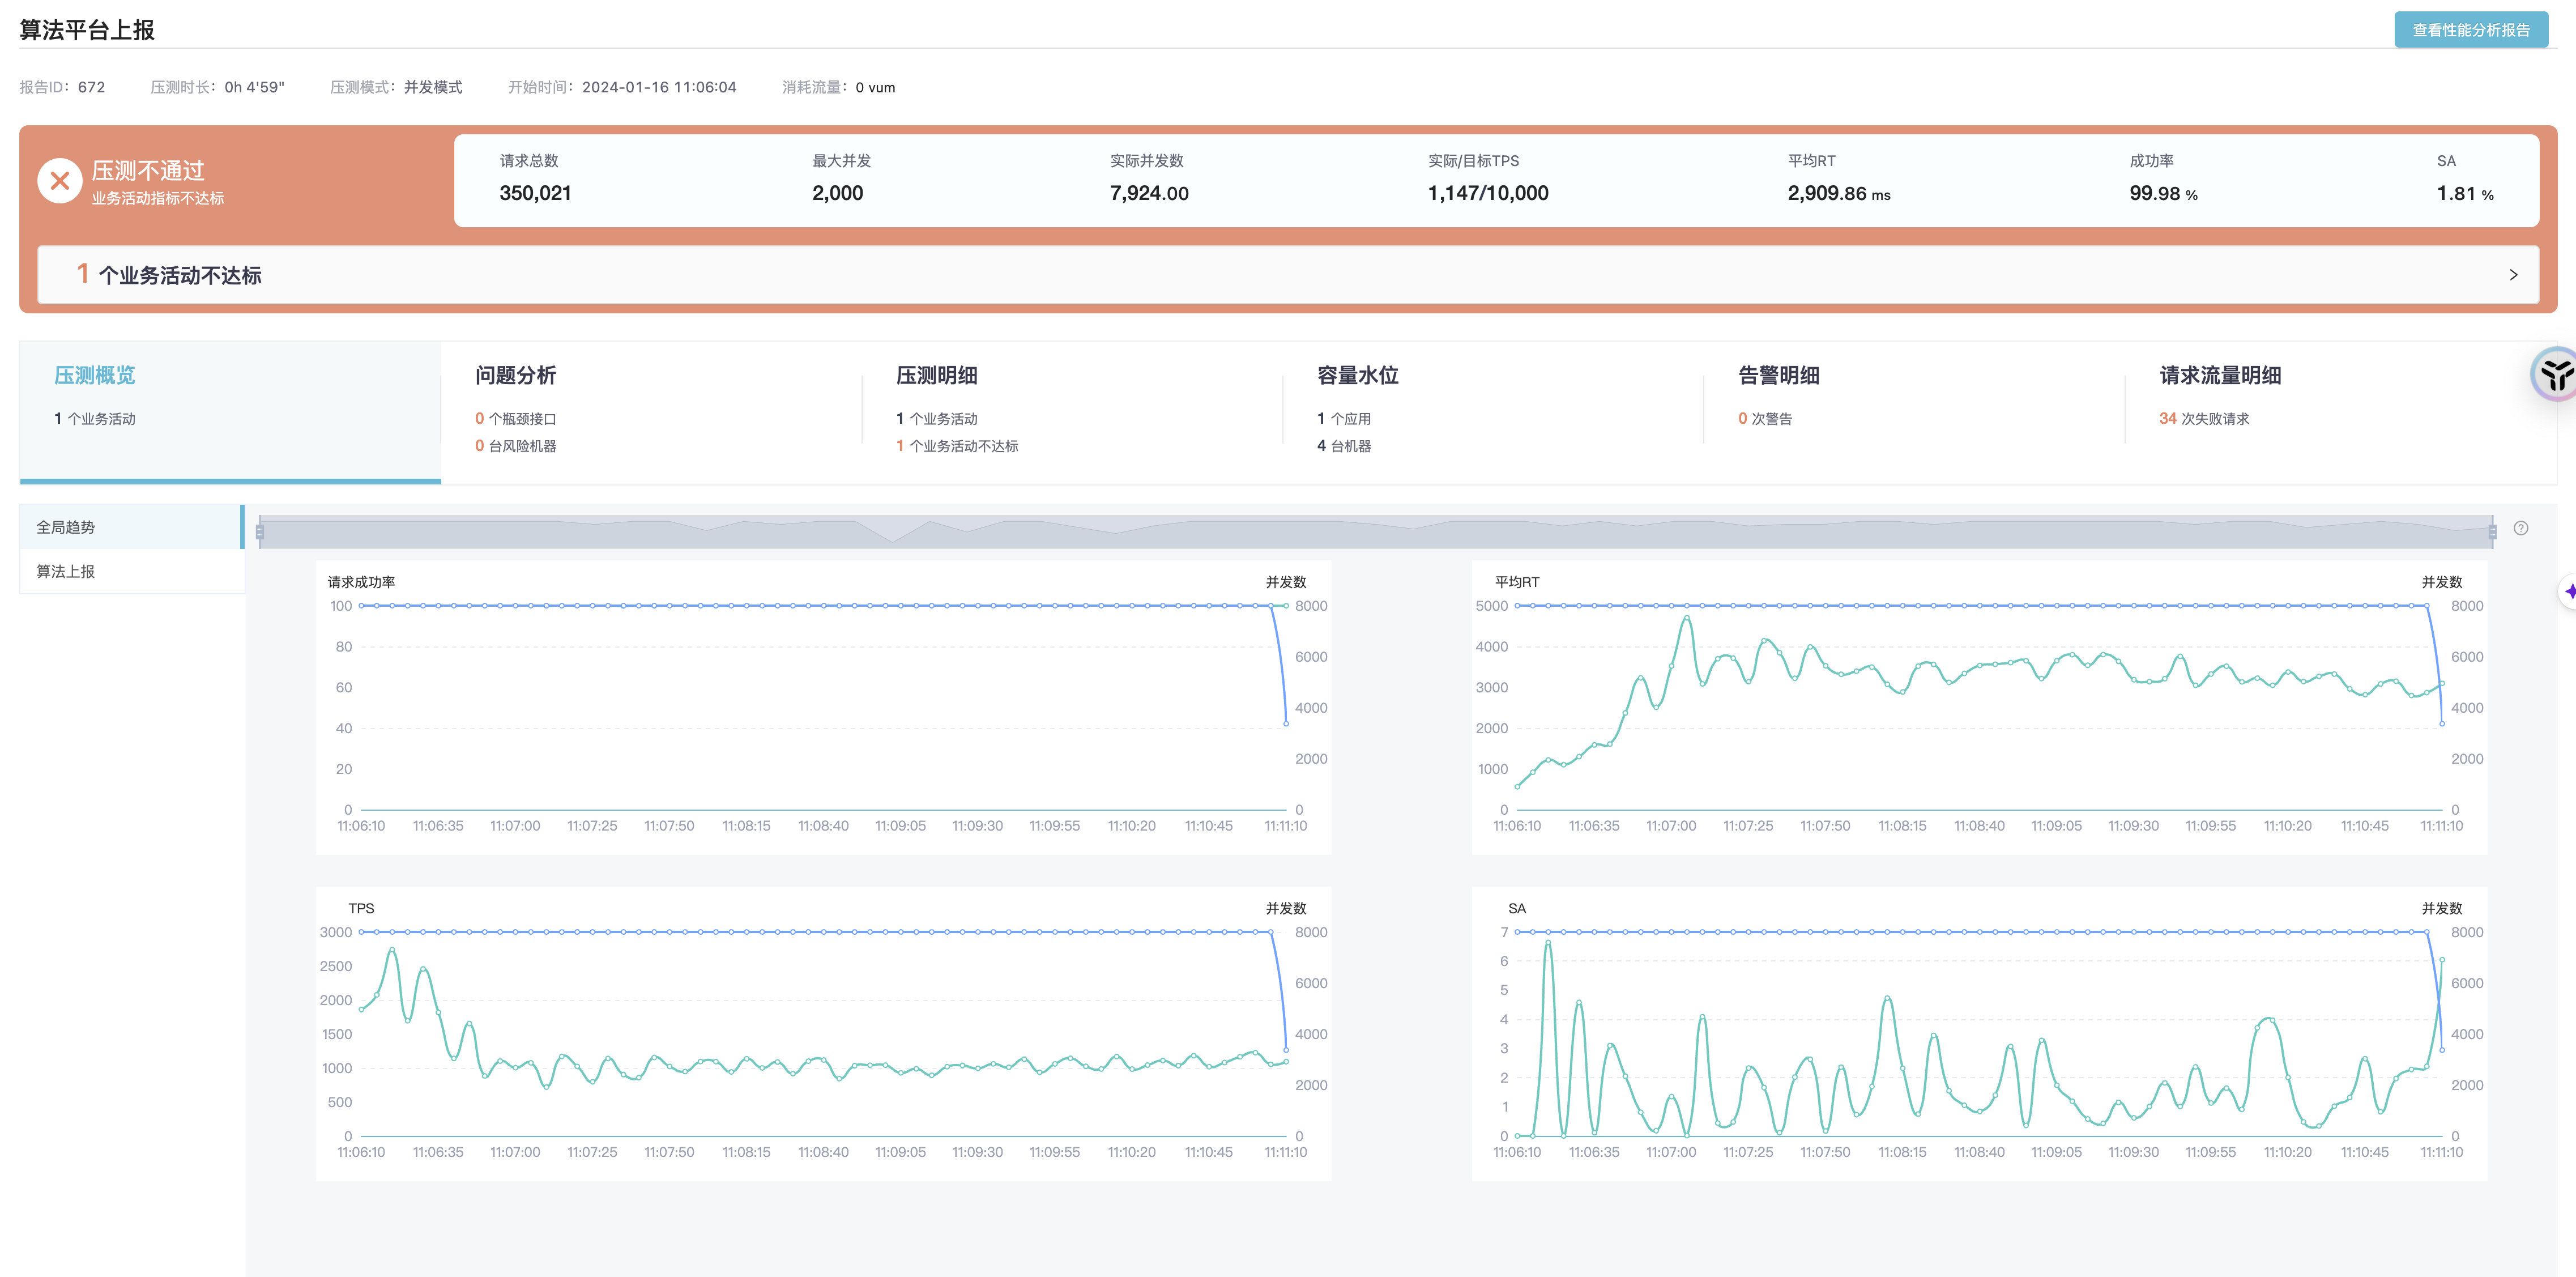 算法平台上报
查看性能分析报告
报告ID: 672 压测时长: 0h 4'59" 压测模式: 并发模式 开始时间: 2024-01-16 11:06:04 消耗流量: 0 vum
压测不通过
业务活动指标不达标
请求总数 最大并发 实际并发数 实际/目标TPS 平均RT 成功率 SA
350,021 2,000 7,924.00 1,147/10,000 2,909.86 ms 99.98 % 1.81 %
1 个业务活动不达标
压测概览 问题分析 压测明细 容量水位 告警明细 请求流量明细
1 个业务活动 0 个瓶颈接口 1 个业务活动 1 个应用 0 次警告 34 次失败请求
0 台风险机器 1 个业务活动不达标 4 台机器
全局趋势
算法上报
请求成功率 并发数
100 8000
80
6000
60
4000
40
20 2000
0 0
11:06:10 11:06:35 11:07:00 11:07:25 11:07:50 11:08:15 11:08:40 11:09:05 11:09:30 11:09:55 11:10:20 11:10:45 11:11:10
平均RT 并发数
5000 8000
4000
6000
3000
4000
2000
1000 2000
0 0
11:06:10 11:06:35 11:07:00 11:07:25 11:07:50 11:08:15 11:08:40 11:09:05 11:09:30 11:09:55 11:10:20 11:10:45 11:11:10
TPS 并发数
3000 8000
2500
6000
2000
1500 4000
1000
2000
500
0 0
11:06:10 11:06:35 11:07:00 11:07:25 11:07:50 11:08:15 11:08:40 11:09:05 11:09:30 11:09:55 11:10:20 11:10:45 11:11:10
SA 并发数
7 8000
6
6000
5
4
4000
3
2
2000
1
0 0
11:06:10 11:06:35 11:07:00 11:07:25 11:07:50 11:08:15 11:08:40 11:09:05 11:09:30 11:09:55 11:10:20 11:10:45 11:11:10